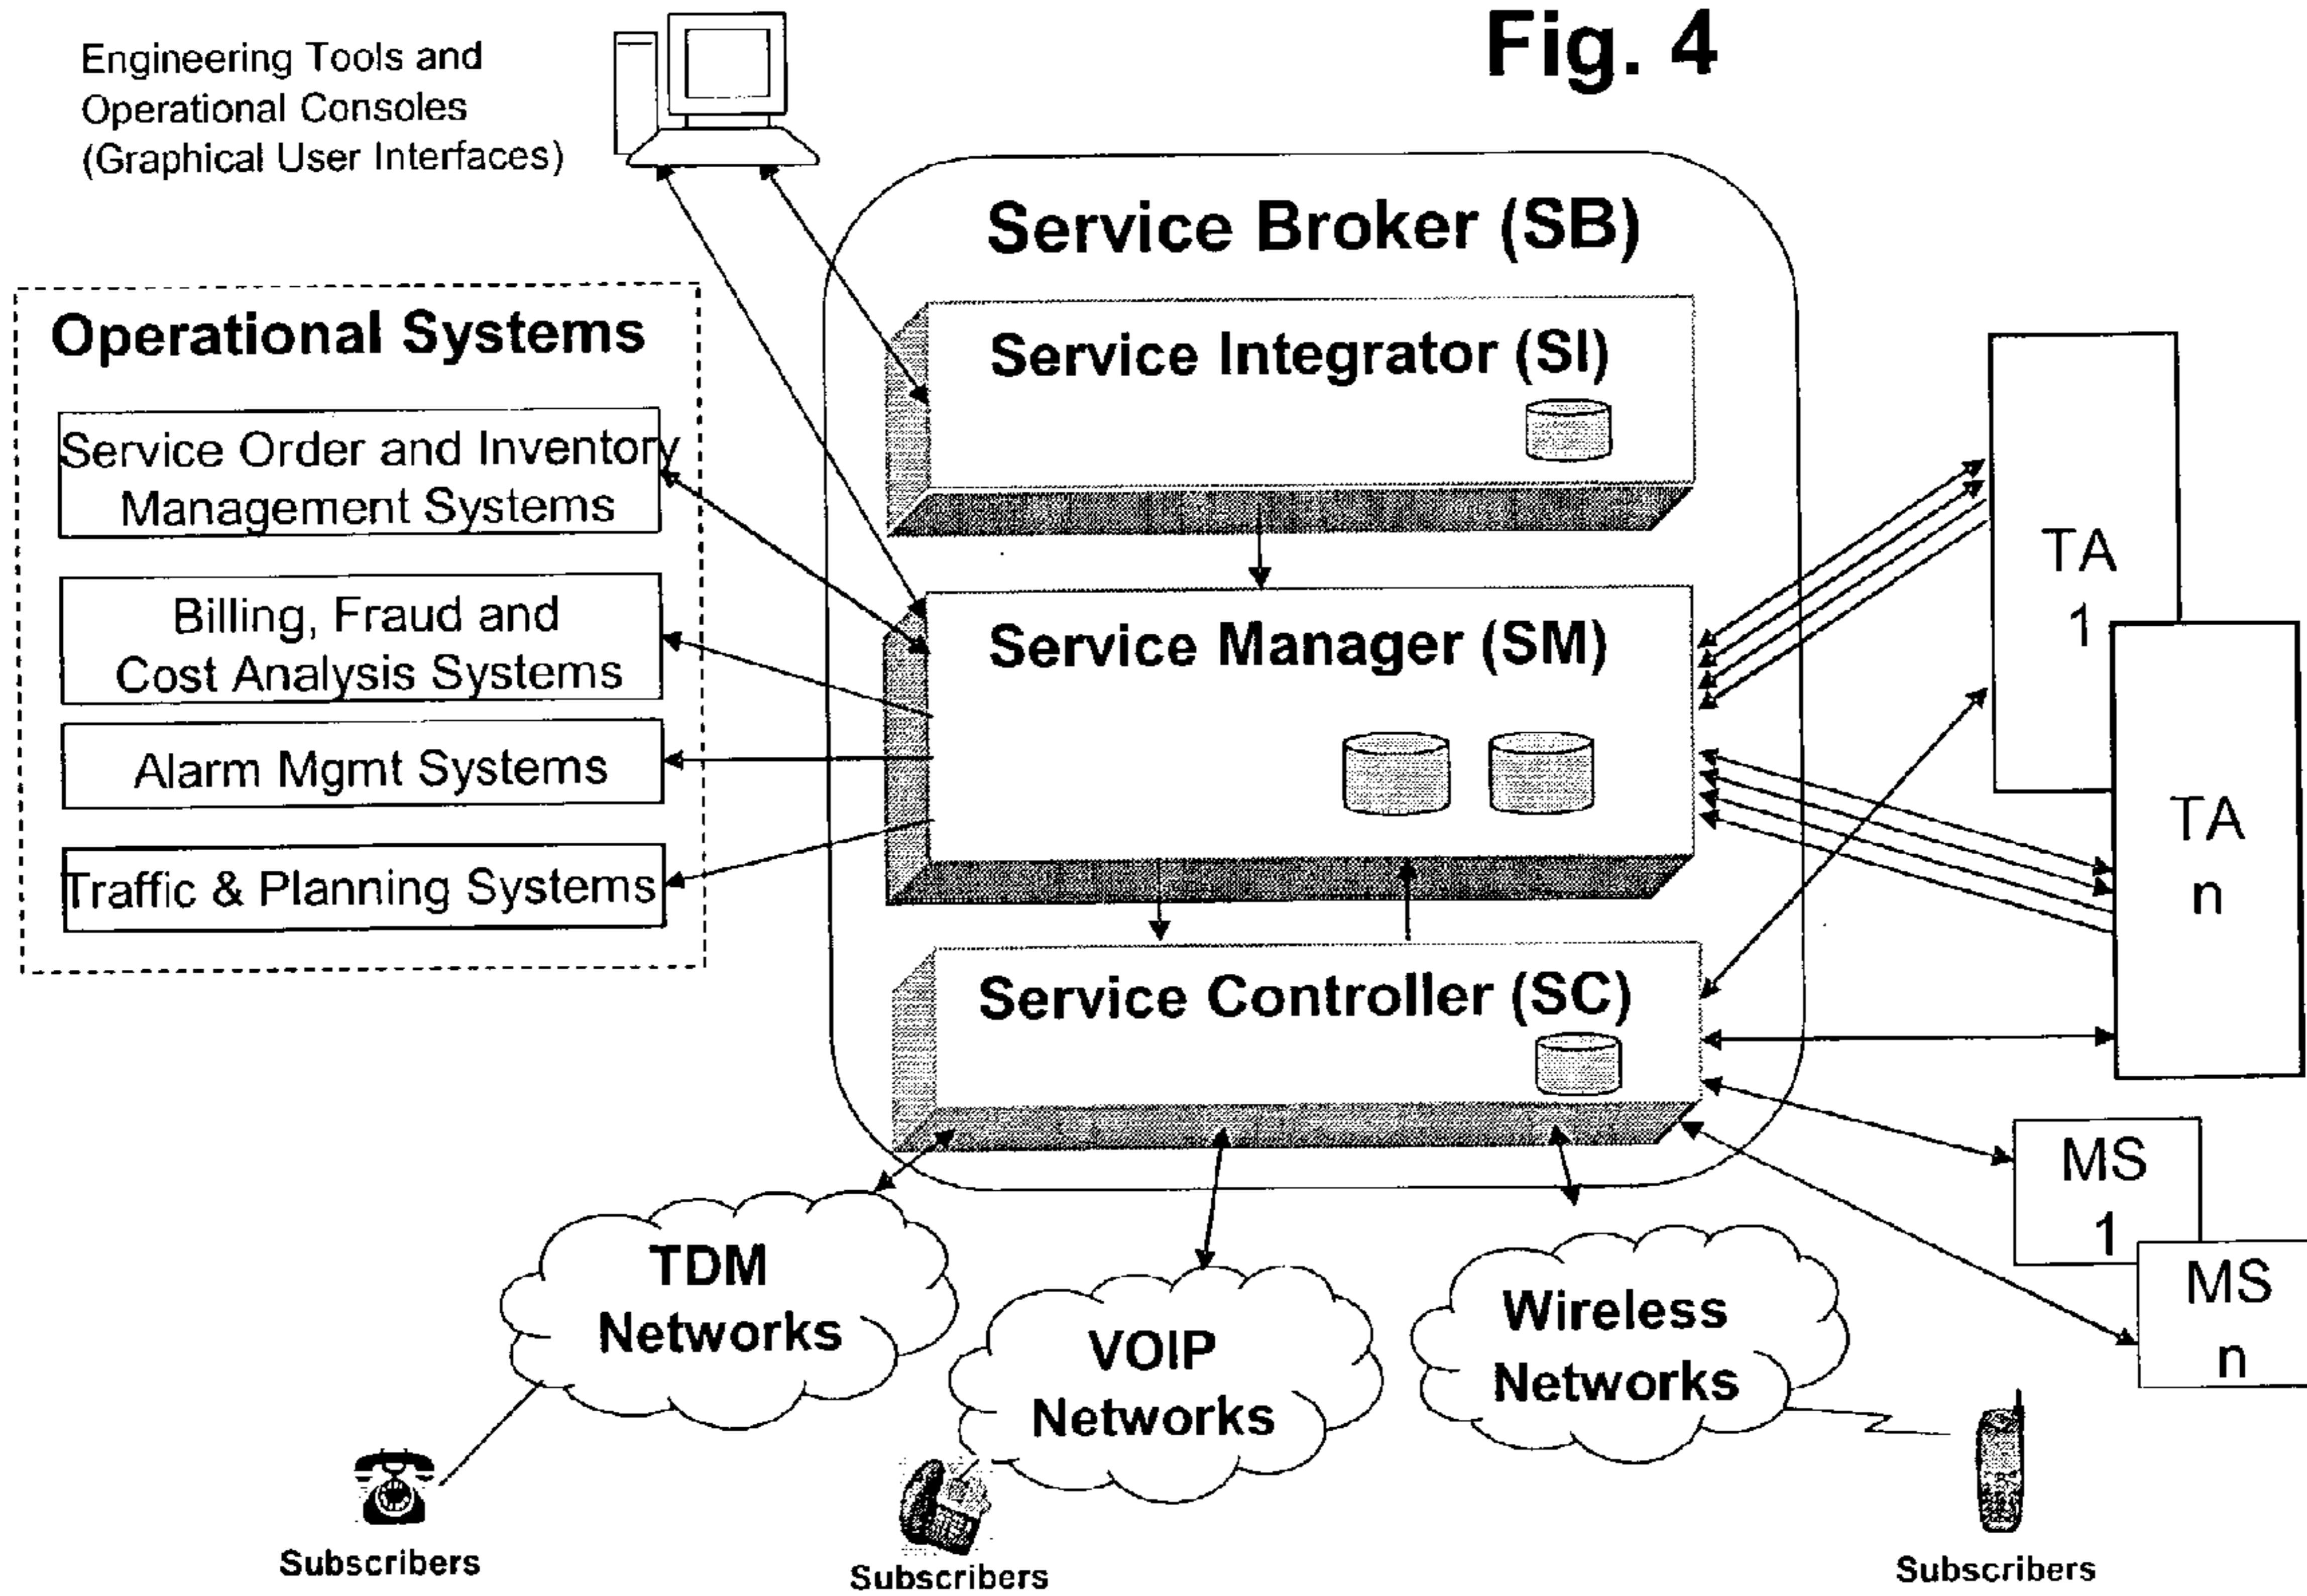 Fig. 4
Engineering Tools and
Operational Consoles
(Graphical User Interfaces)
Service Broker (SB)
Operational Systems
Service Order and Inventory
Management Systems
Billing, Fraud and
Cost Analysis Systems
Alarm Mgmt Systems
Traffic & Planning Systems
Service Integrator (SI)
Service Manager (SM)
Service Controller (SC)
TA
1
TA
n
MS
1
MS
n
TDM
Networks
VOIP
Networks
Wireless
Networks
Subscribers
Subscribers
Subscribers